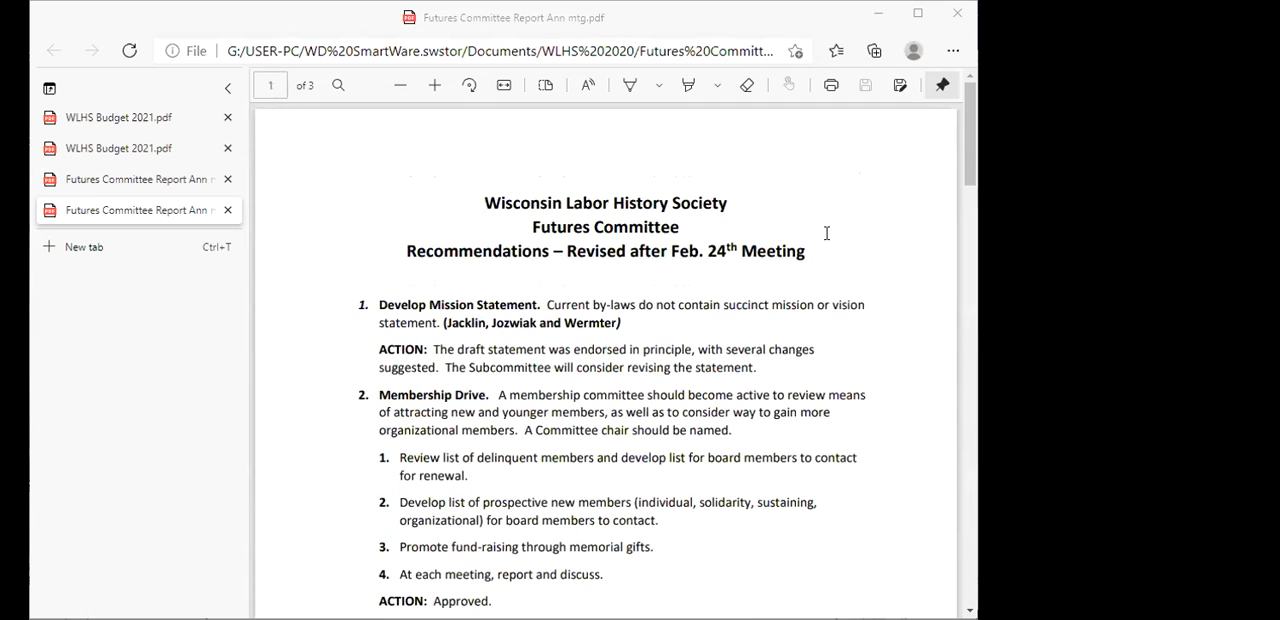 Futures Committee Report Ann mtg.pdf
File G:/USER-PC/WD%20SmartWare.swstor/Documents/WLHS%202020/Futures%20Committ...
1 of 3
WLHS Budget 2021.pdf
WLHS Budget 2021.pdf
Futures Committee Report Ann
Futures Committee Report Ann
New tab Ctrl+T
Wisconsin Labor History Society
Futures Committee
Recommendations – Revised after Feb. 24th Meeting
1. Develop Mission Statement. Current by-laws do not contain succinct mission or vision
statement. (Jacklin, Jozwiak and Wermter)
ACTION: The draft statement was endorsed in principle, with several changes
suggested. The Subcommittee will consider revising the statement.
2. Membership Drive. A membership committee should become active to review means
of attracting new and younger members, as well as to consider way to gain more
organizational members. A Committee chair should be named.
1. Review list of delinquent members and develop list for board members to contact
for renewal.
2. Develop list of prospective new members (individual, solidarity, sustaining,
organizational) for board members to contact.
3. Promote fund-raising through memorial gifts.
4. At each meeting, report and discuss.
ACTION: Approved.